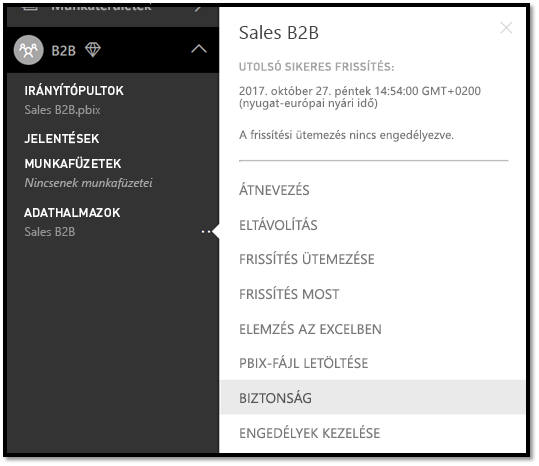 Munkaterületek
B2B
IRÁNYÍTÓPULTOK
Sales B2B.pbix
JELENTÉSEK
MUNKAFÜZETEK
Nincsenek munkafüzetei
ADATHALMAZOK
Sales B2B
Sales B2B
UTOLSÓ SIKERES FRISSÍTÉS:
2017. október 27. péntek 14:54:00 GMT+0200
(nyugat-európai nyári idő)
A frissítési ütemezés nincs engedélyezve.
ÁTNEVEZÉS
ELTÁVOLÍTÁS
FRISSÍTÉS ÜTEMEZÉSE
FRISSÍTÉS MOST
ELEMZÉS AZ EXCELBEN
PBIX-FÁJL LETÖLTÉSE
BIZTONSÁG
ENGEDÉLYEK KEZELÉSE